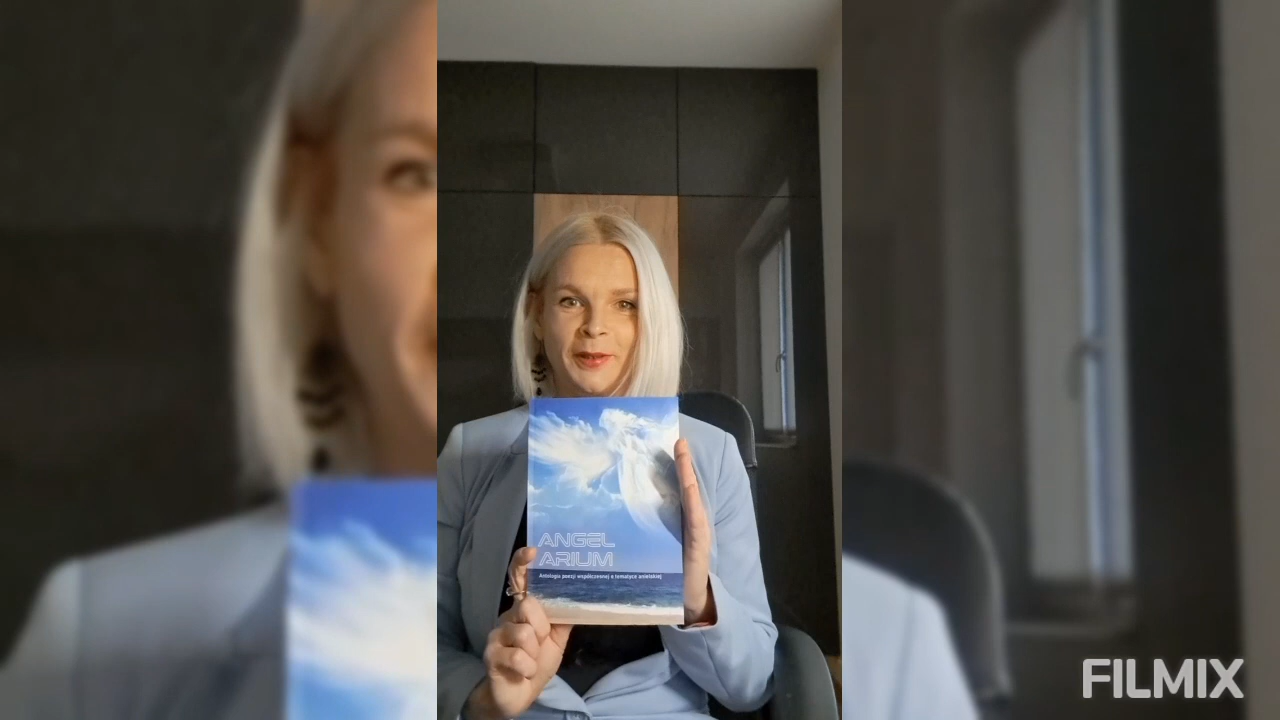 ANGEL
ARIUM
Antologia poezji współczesnej o tematyce anielskiej
FILMIX